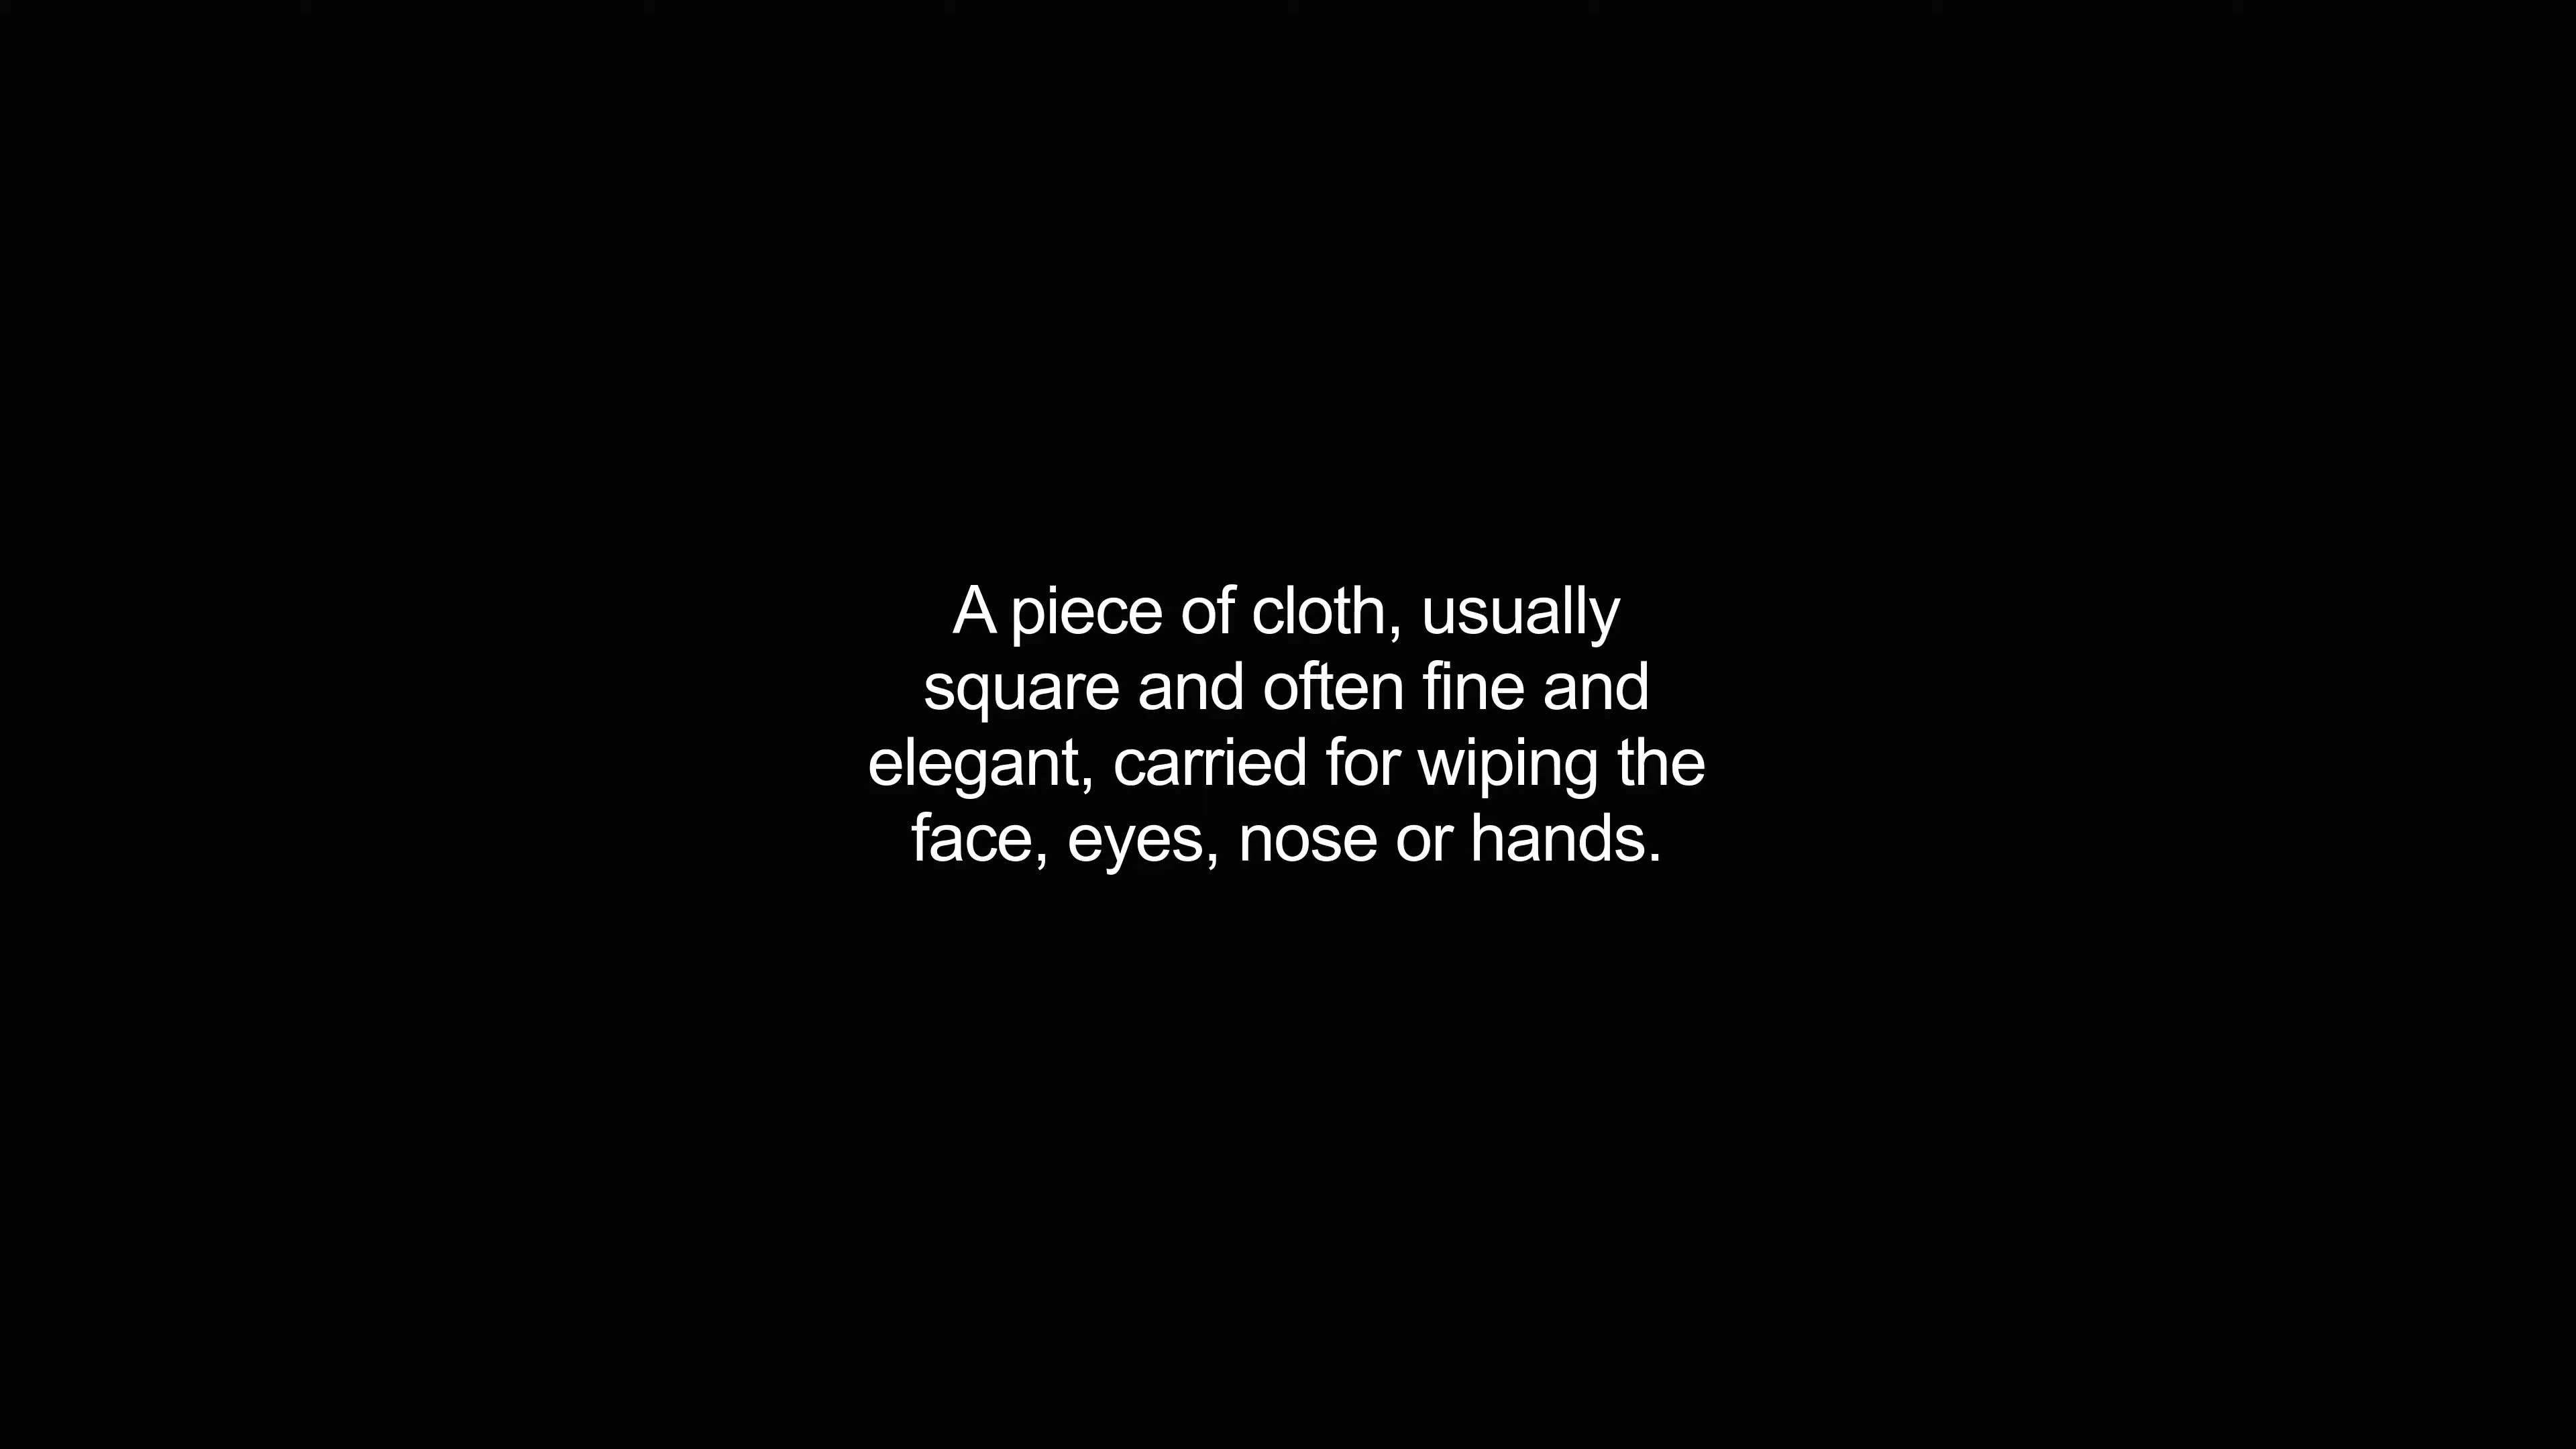 A piece of cloth, usually
square and often fine and
elegant, carried for wiping the
face, eyes, nose or hands.